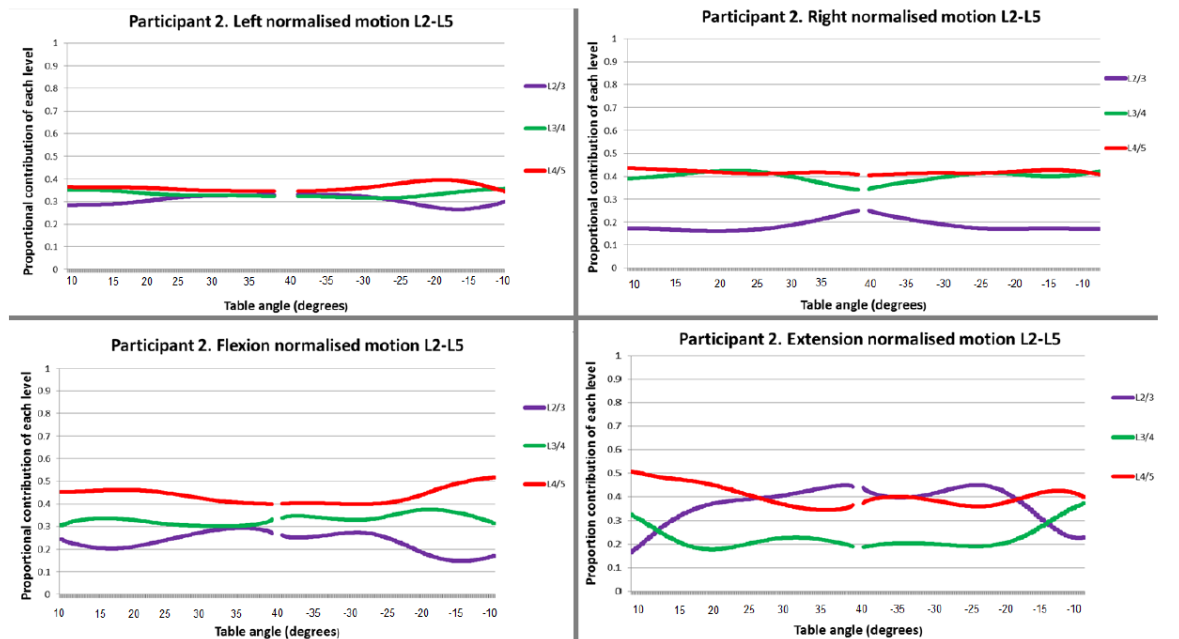 Participant 2. Left normalised motion L2-L5
Proportional contribution of each level
1
0.9
0.8
0.7
0.6
0.5
0.4
0.3
0.2
0.1
0
10 15 20 25 30 35 40 -35 -30 -25 -20 -15 -10
Table angle (degrees)
L2/3
L3/4
L4/5
Participant 2. Right normalised motion L2-L5
Proportional contribution of each level
1
0.9
0.8
0.7
0.6
0.5
0.4
0.3
0.2
0.1
0
10 15 20 25 30 35 40 -35 -30 -25 -20 -15 -10
Table angle (degrees)
L2/3
L3/4
L4/5
Participant 2. Flexion normalised motion L2-L5
Proportional contribution of each level
1
0.9
0.8
0.7
0.6
0.5
0.4
0.3
0.2
0.1
0
10 15 20 25 30 35 40 -35 -30 -25 -20 -15 -10
Table angle (degrees)
L2/3
L3/4
L4/5
Participant 2. Extension normalised motion L2-L5
Proportion contribution of each level
1
0.9
0.8
0.7
0.6
0.5
0.4
0.3
0.2
0.1
0
10 15 20 25 30 35 40 -35 -30 -25 -20 -15 -10
Table angle (degrees)
L2/3
L3/4
L4/5